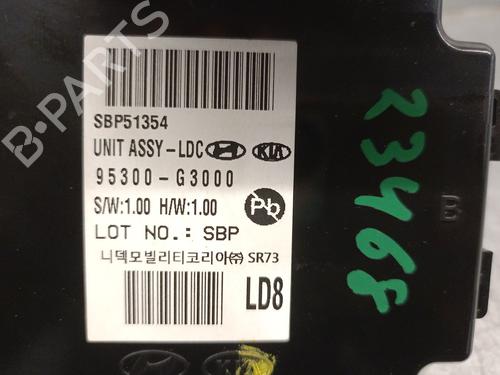 SBP51354
UNIT ASSY-LDC KIA
95300-G3000
S/W:1.00 H/W:1.00 Pb
LOT NO.: SBP
니덱모빌리티코리아㈜ SR73
LD8
23468
B
B-PARTS